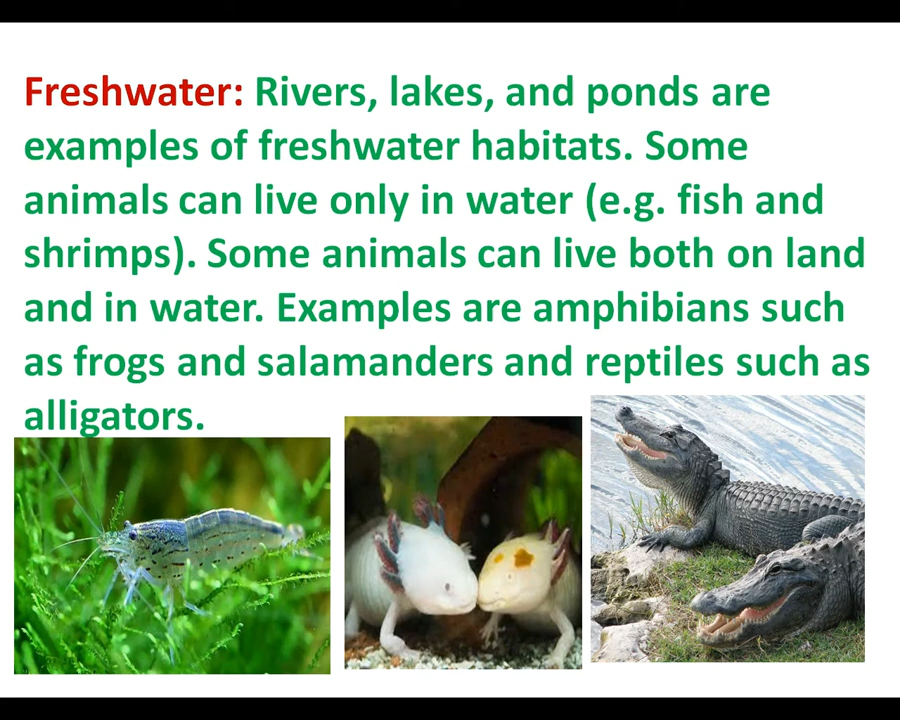 Freshwater: Rivers, lakes, and ponds are
examples of freshwater habitats. Some
animals can live only in water (e.g. fish and
shrimps). Some animals can live both on land
and in water. Examples are amphibians such
as frogs and salamanders and reptiles such as
alligators.